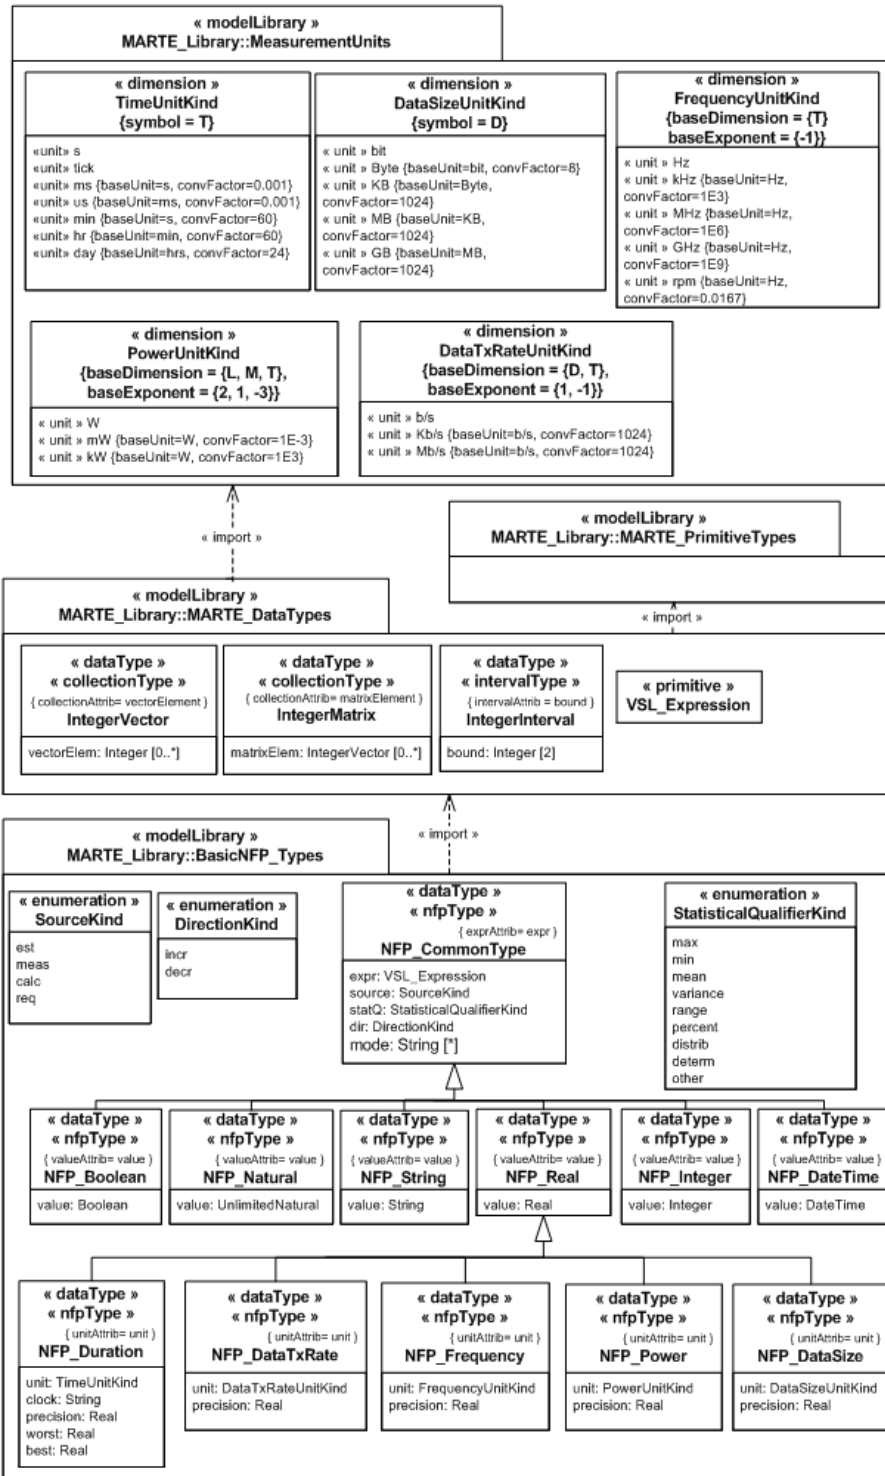 « modelLibrary »
MARTE_Library::MeasurementUnits
« dimension »
TimeUnitKind
{symbol = T}
«unit» s
«unit» tick
«unit» ms {baseUnit=s, convFactor=0.001}
«unit» us {baseUnit=ms, convFactor=0.001}
«unit» min {baseUnit=s, convFactor=60}
«unit» hr {baseUnit=min, convFactor=60}
«unit» day {baseUnit=hrs, convFactor=24}
« dimension »
DataSizeUnitKind
{symbol = D}
« unit » bit
« unit » Byte {baseUnit=bit, convFactor=8}
« unit » KB {baseUnit=Byte,
convFactor=1024}
« unit » MB {baseUnit=KB,
convFactor=1024}
« unit » GB {baseUnit=MB,
convFactor=1024}
« dimension »
FrequencyUnitKind
{baseDimension = {T}
baseExponent = {-1}}
« unit » Hz
« unit » kHz {baseUnit=Hz,
convFactor=1E3}
« unit » MHz {baseUnit=Hz,
convFactor=1E6}
« unit » GHz {baseUnit=Hz,
convFactor=1E9}
« unit » rpm {baseUnit=Hz,
convFactor=0.0167}
« dimension »
PowerUnitKind
{baseDimension = {L, M, T},
baseExponent = {2, 1, -3}}
« unit » W
« unit » mW {baseUnit=W, convFactor=1E-3}
« unit » kW {baseUnit=W, convFactor=1E3}
« dimension »
DataTxRateUnitKind
{baseDimension = {D, T},
baseExponent = {1, -1}}
« unit » b/s
« unit » Kb/s {baseUnit=b/s, convFactor=1024}
« unit » Mb/s {baseUnit=b/s, convFactor=1024}
« import »
« modelLibrary »
MARTE_Library::MARTE_PrimitiveTypes
« import »
« modelLibrary »
MARTE_Library::MARTE_DataTypes
« dataType »
« collectionType »
{ collectionAttrib= vectorElement }
IntegerVector
vectorElem: Integer [0..*]
« dataType »
« collectionType »
{ collectionAttrib= matrixElement }
IntegerMatrix
matrixElem: IntegerVector [0..*]
« dataType »
« intervalType »
{ intervalAttrib = bound }
IntegerInterval
bound: Integer [2]
« primitive »
VSL_Expression
« import »
« modelLibrary »
MARTE_Library::BasicNFP_Types
« enumeration »
SourceKind
est
meas
calc
req
« enumeration »
DirectionKind
incr
decr
« dataType »
« nfpType »
{ exprAttrib= expr }
NFP_CommonType
expr: VSL_Expression
source: SourceKind
statQ: StatisticalQualifierKind
dir: DirectionKind
mode: String [*]
« enumeration »
StatisticalQualifierKind
max
min
mean
variance
range
percent
distrib
determ
other
« dataType »
« nfpType »
{ valueAttrib= value }
NFP_Boolean
value: Boolean
« dataType »
« nfpType »
{ valueAttrib= value }
NFP_Natural
value: UnlimitedNatural
« dataType »
« nfpType »
{ valueAttrib= value }
NFP_String
value: String
« dataType »
« nfpType »
{ valueAttrib= value }
NFP_Real
value: Real
« dataType »
« nfpType »
{ valueAttrib= value }
NFP_Integer
value: Integer
« dataType »
« nfpType »
{ valueAttrib= value }
NFP_DateTime
value: DateTime
« dataType »
« nfpType »
{ unitAttrib= unit }
NFP_Duration
unit: TimeUnitKind
clock: String
precision: Real
worst: Real
best: Real
« dataType »
« nfpType »
{ unitAttrib= unit }
NFP_DataTxRate
unit: DataTxRateUnitKind
precision: Real
« dataType »
« nfpType »
{ unitAttrib= unit }
NFP_Frequency
unit: FrequencyUnitKind
precision: Real
« dataType »
« nfpType »
{ unitAttrib= unit }
NFP_Power
unit: PowerUnitKind
precision: Real
« dataType »
« nfpType »
{ unitAttrib= unit }
NFP_DataSize
unit: DataSizeUnitKind
precision: Real